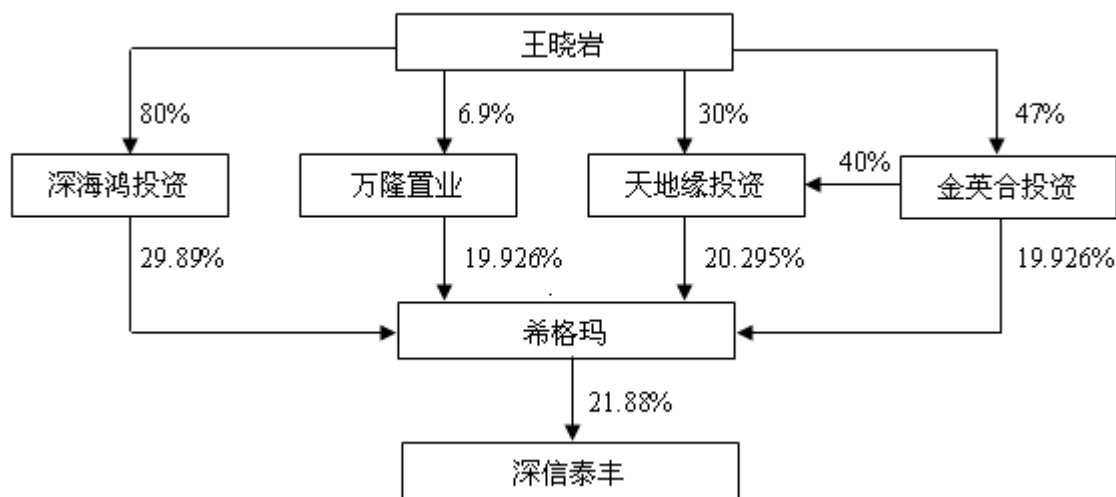 王晓岩
80%
6.9%
30%
47%
深海鸿投资
万隆置业
天地缘投资
40%
金英合投资
29.89%
19.926%
20.295%
19.926%
希格玛
21.88%
深信泰丰